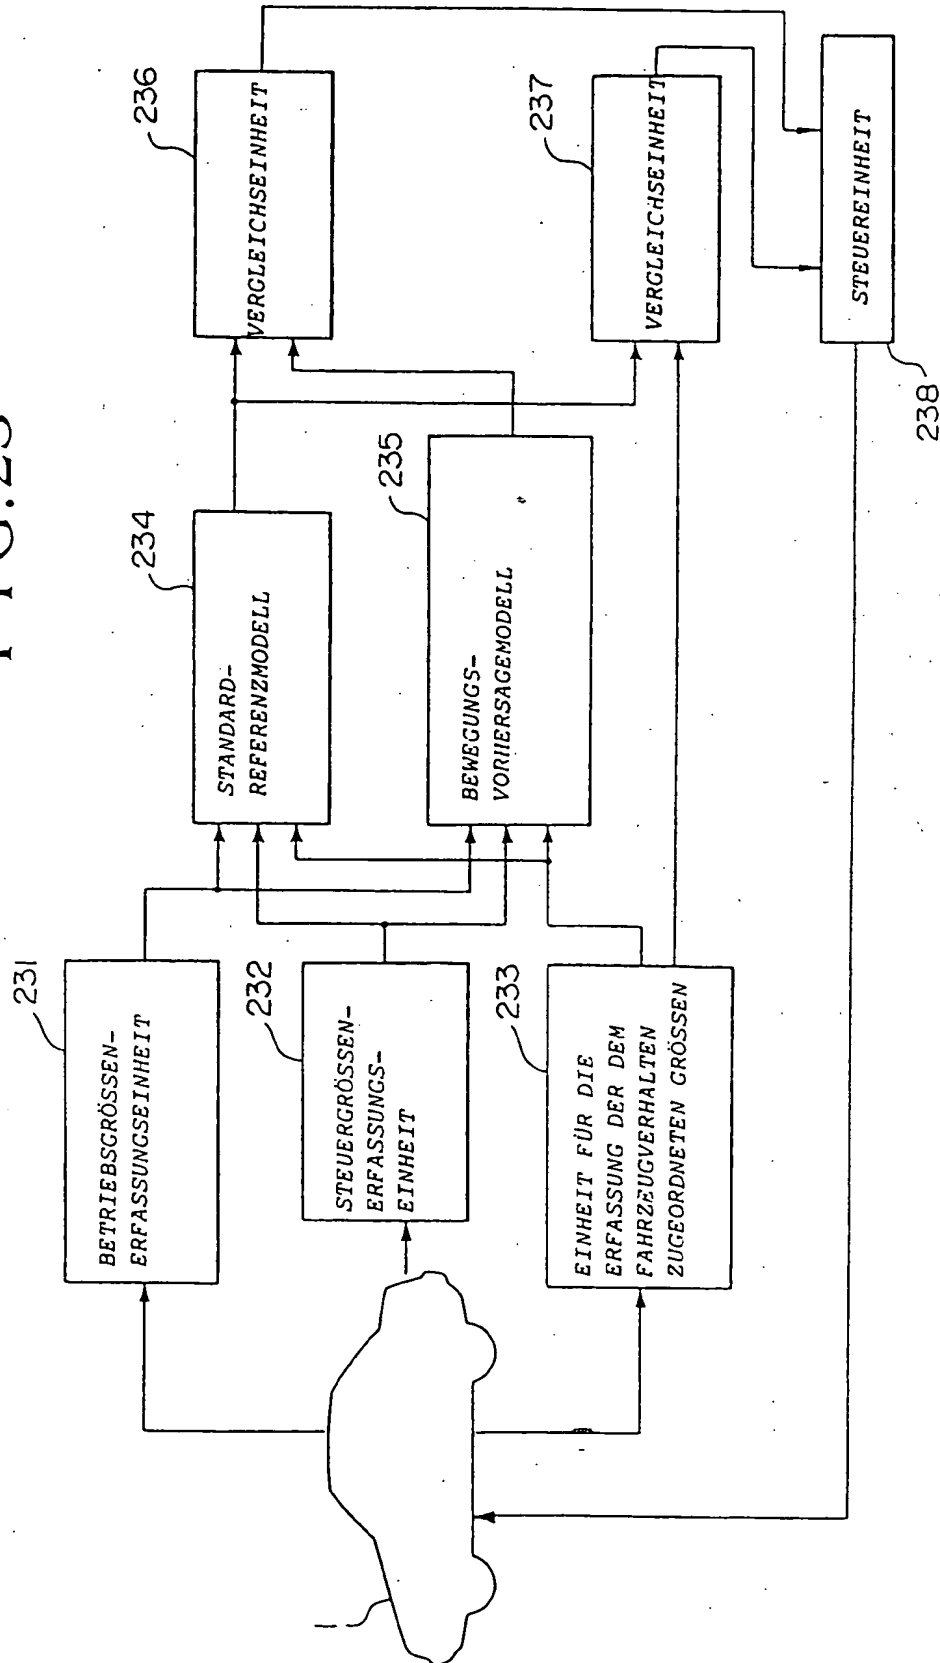 FIG.23
231
BETRIEBSGRÖSSEN-
ERFASSUNGSEINHEIT
232
STEUERGRÖSSEN-
ERFASSUNGS-
EINHEIT
233
EINHEIT FÜR DIE
ERFASSUNG DER DEM
FAHRZEUGVERHALTEN
ZUGEORDNETEN GRÖSSEN
1
234
STANDARD-
REFERENZMODELL
235
BEWEGUNGS-
VORHERSAGEMODELL
236
VERGLEICHSEINHEIT
237
VERGLEICHSEINHEIT
STEUEREINHEIT
238